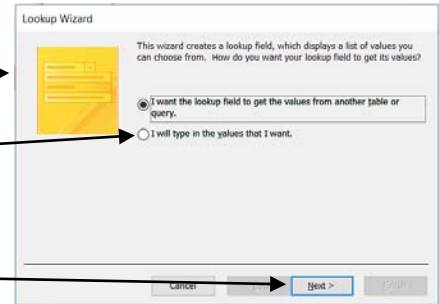 Lookup Wizard
This wizard creates a lookup field, which displays a list of values you
can choose from. How do you want your lookup field to get its values?
I want the lookup field to get the values from another table or
query.
I will type in the values that I want.
Cancel
Next >